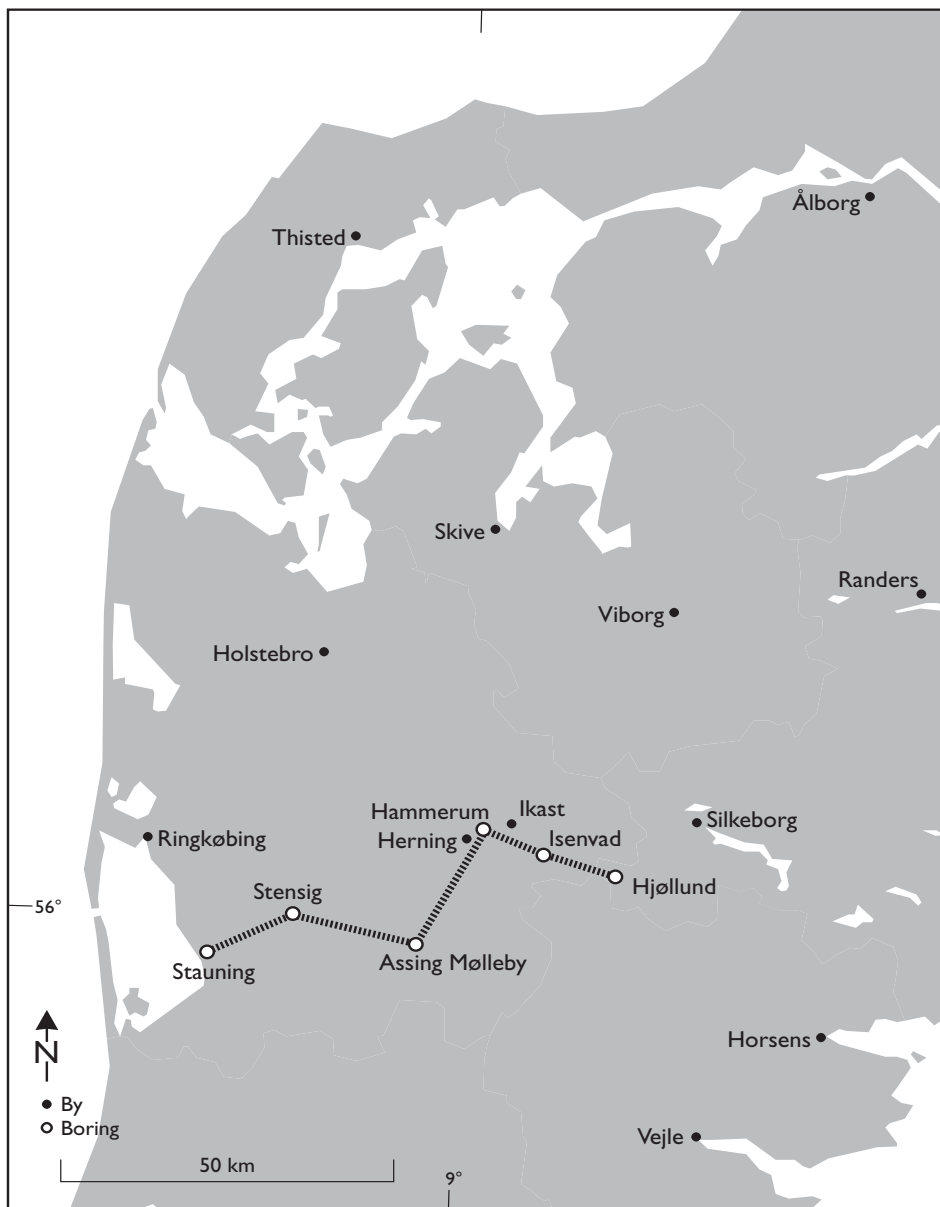 Ålborg
Thisted
Skive
Randers
Viborg
Holstebro
Hammerum
Ikast
Silkeborg
Ringkøbing
Herning
Isenvad
Hjøllund
Stensig
56°
Stauning
Assing Mølleby
N
Horsens
By
Boring
Vejle
50 km
9°